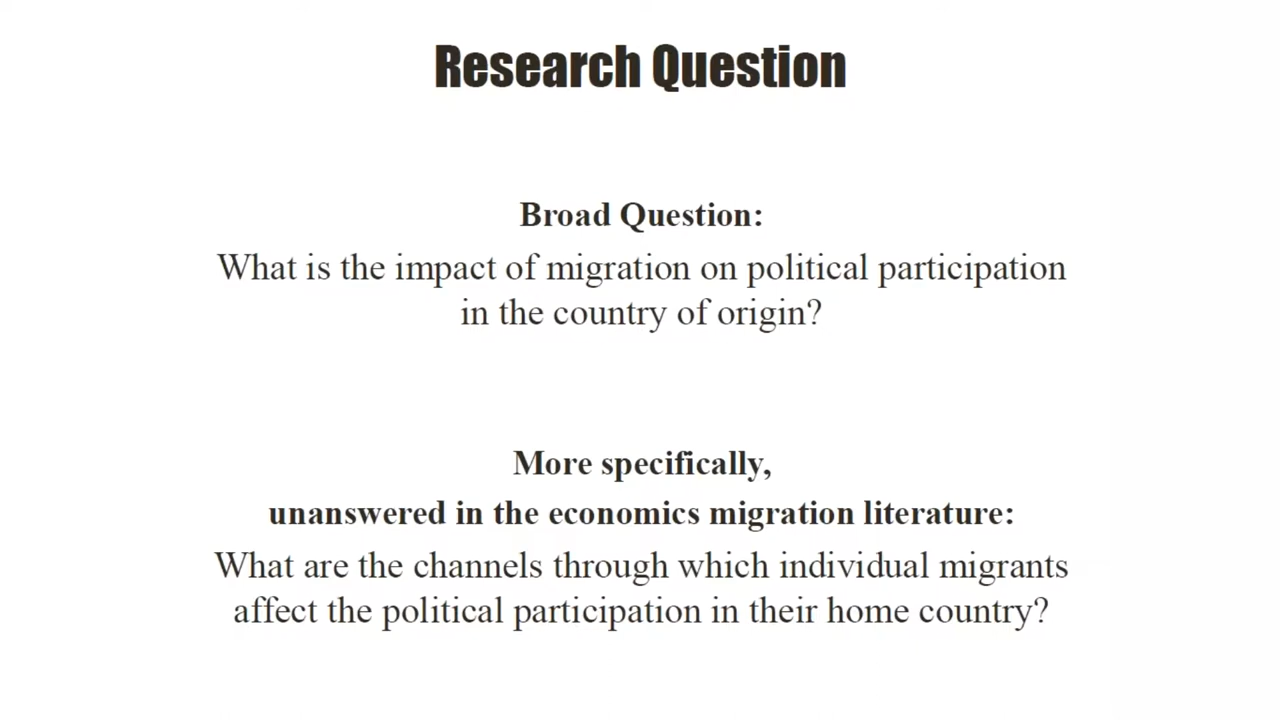 Research Question
Broad Question:
What is the impact of migration on political participation
in the country of origin?
More specifically,
unanswered in the economics migration literature:
What are the channels through which individual migrants
affect the political participation in their home country?